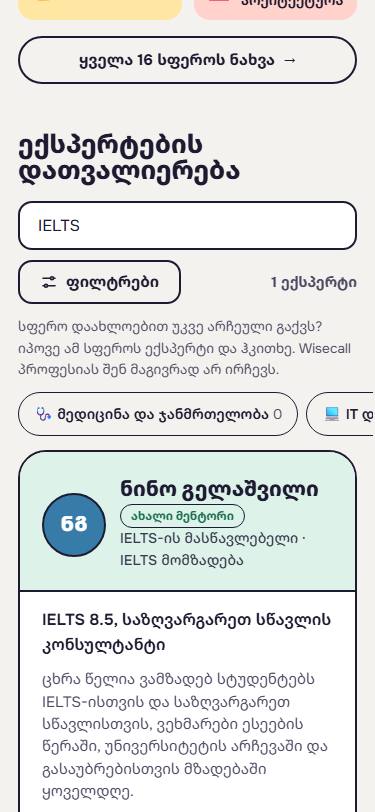 არქიტექტურა
ყველა 16 სფეროს ნახვა →
ექსპერტების
დათვალიერება
IELTS
ფილტრები
1 ექსპერტი
სფერო დაახლოებით უკვე არჩეული გაქვს?
იპოვე ამ სფეროს ექსპერტი და ჰკითხე. Wisecall
პროფესიას შენ მაგივრად არ ირჩევს.
მედიცინა და ჯანმრთელობა 0
IT დ
ნგ
ნინო გელაშვილი
ახალი მენტორი
IELTS-ის მასწავლებელი ·
IELTS მომზადება
IELTS 8.5, საზღვარგარეთ სწავლის
კონსულტანტი
ცხრა წელია ვამზადებ სტუდენტებს
IELTS-ისთვის და საზღვარგარეთ
სწავლისთვის, ვეხმარები ესეების
წერაში, უნივერსიტეტის არჩევაში და
გასაუბრებისთვის მზადებაში
ყოველდღე.